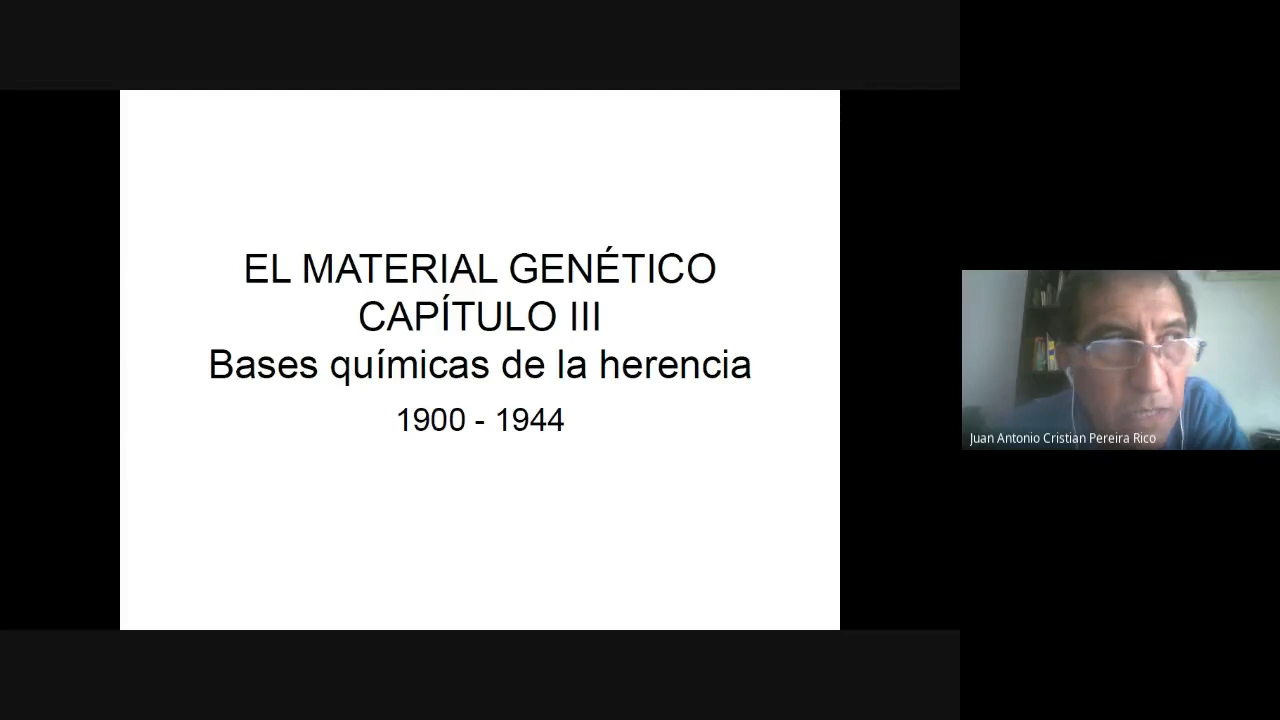 EL MATERIAL GENÉTICO
CAPÍTULO III
Bases químicas de la herencia
1900 - 1944
Juan Antonio Cristian Pereira Rico